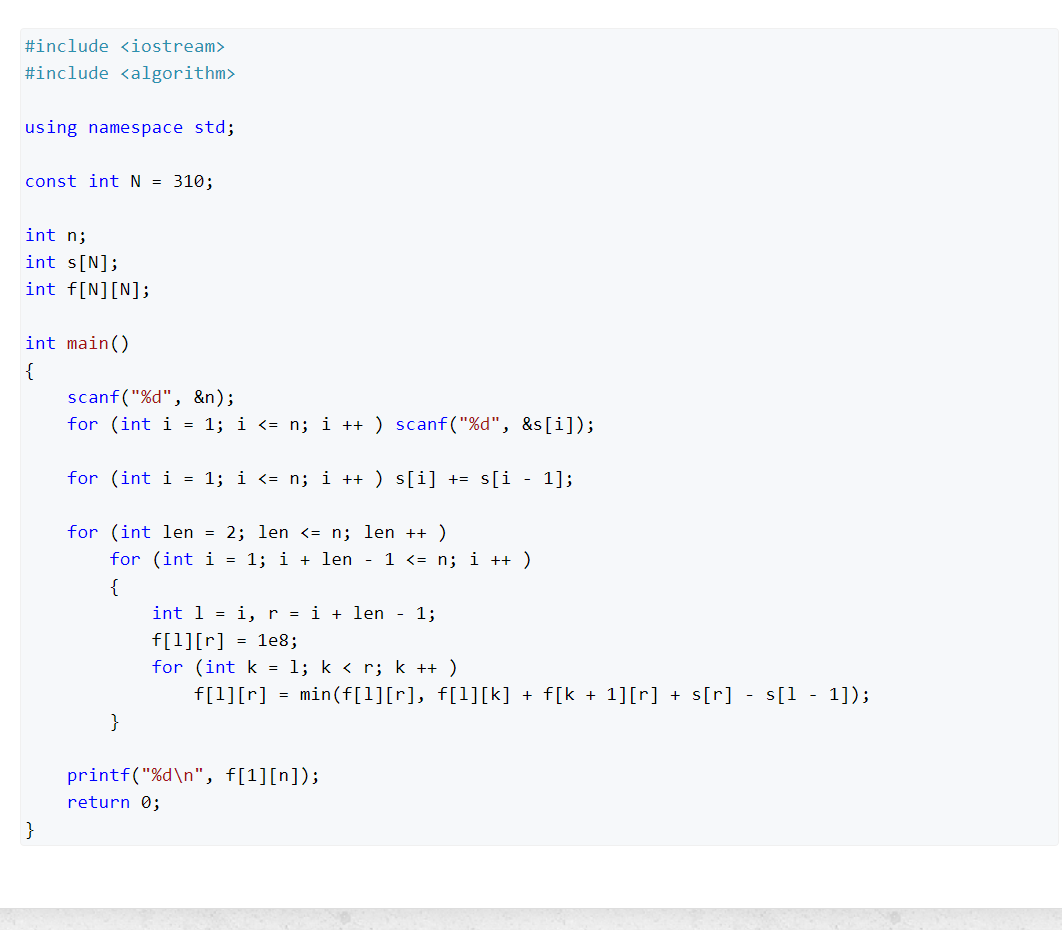 #include <iostream>
#include <algorithm>

using namespace std;

const int N = 310;

int n;
int s[N];
int f[N][N];

int main()
{
    scanf("%d", &n);
    for (int i = 1; i <= n; i ++ ) scanf("%d", &s[i]);

    for (int i = 1; i <= n; i ++ ) s[i] += s[i - 1];

    for (int len = 2; len <= n; len ++ )
        for (int i = 1; i + len - 1 <= n; i ++ )
        {
            int l = i, r = i + len - 1;
            f[l][r] = 1e8;
            for (int k = l; k < r; k ++ )
                f[l][r] = min(f[l][r], f[l][k] + f[k + 1][r] + s[r] - s[l - 1]);
        }

    printf("%d\n", f[1][n]);
    return 0;
}